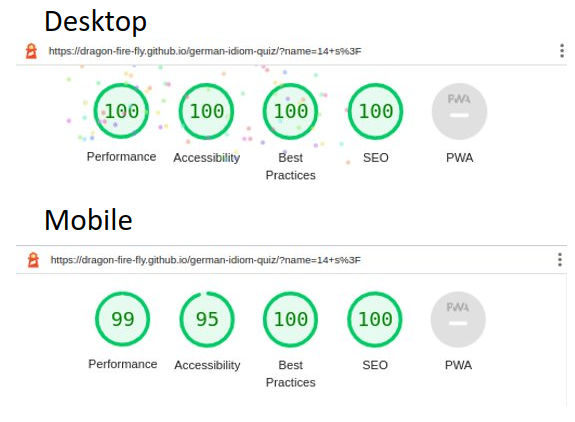 Desktop
https://dragon-fire-fly.github.io/german-idiom-quiz/?name=14+s%3F
PWA
100 100 100 100
Performance Accessibility Best Practices SEO PWA
Mobile
https://dragon-fire-fly.github.io/german-idiom-quiz/?name=14+s%3F
PWA
99 95 100 100
Performance Accessibility Best Practices SEO PWA